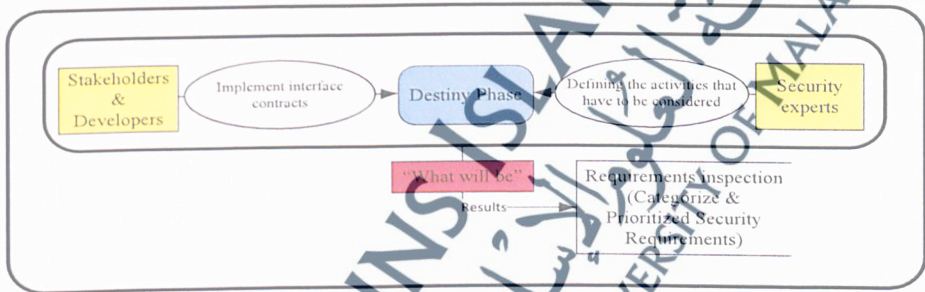 Stakeholders
&
Developers
Implement interface
contracts
Destiny Phase
Defining the activities that
have to be considered
Security
experts
"What will be"
Results
Requirements inspection
(Categorize &
Prioritized Security
Requirements)